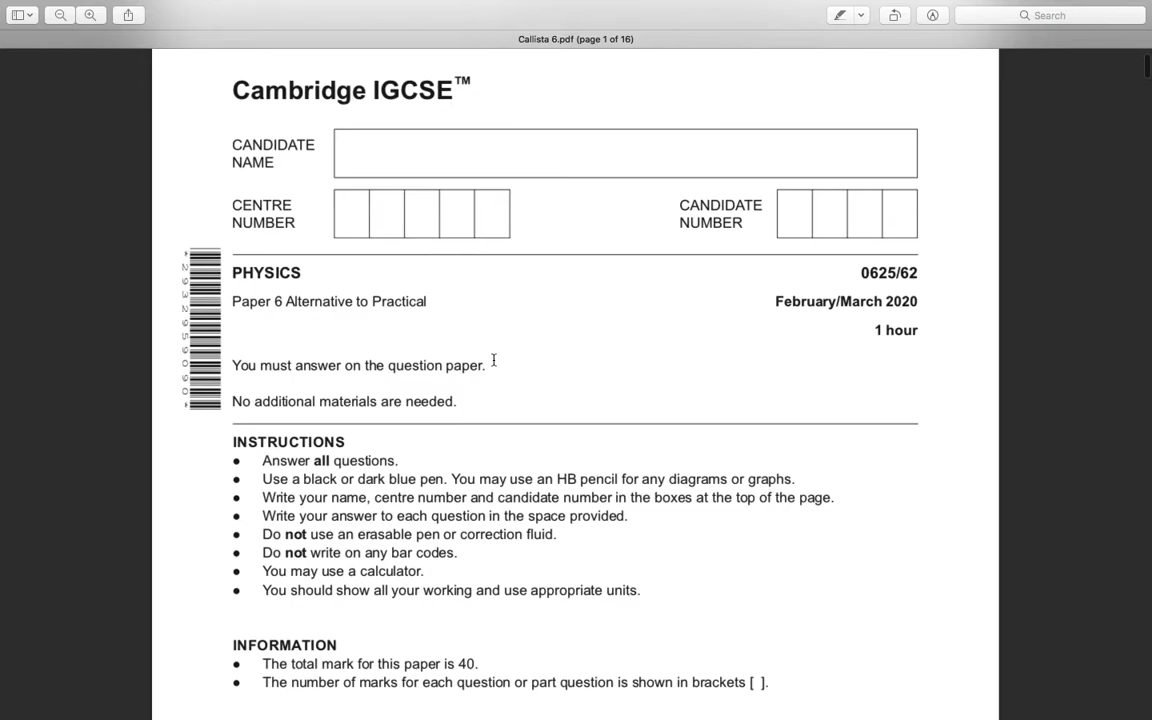 Search
Callista 6.pdf (page 1 of 16)
Cambridge IGCSE™
CANDIDATE
NAME
CENTRE
NUMBER
CANDIDATE
NUMBER
*2932959090*
PHYSICS 0625/62
Paper 6 Alternative to Practical February/March 2020
1 hour
You must answer on the question paper.
No additional materials are needed.
INSTRUCTIONS
● Answer all questions.
● Use a black or dark blue pen. You may use an HB pencil for any diagrams or graphs.
● Write your name, centre number and candidate number in the boxes at the top of the page.
● Write your answer to each question in the space provided.
● Do not use an erasable pen or correction fluid.
● Do not write on any bar codes.
● You may use a calculator.
● You should show all your working and use appropriate units.
INFORMATION
● The total mark for this paper is 40.
● The number of marks for each question or part question is shown in brackets [ ].